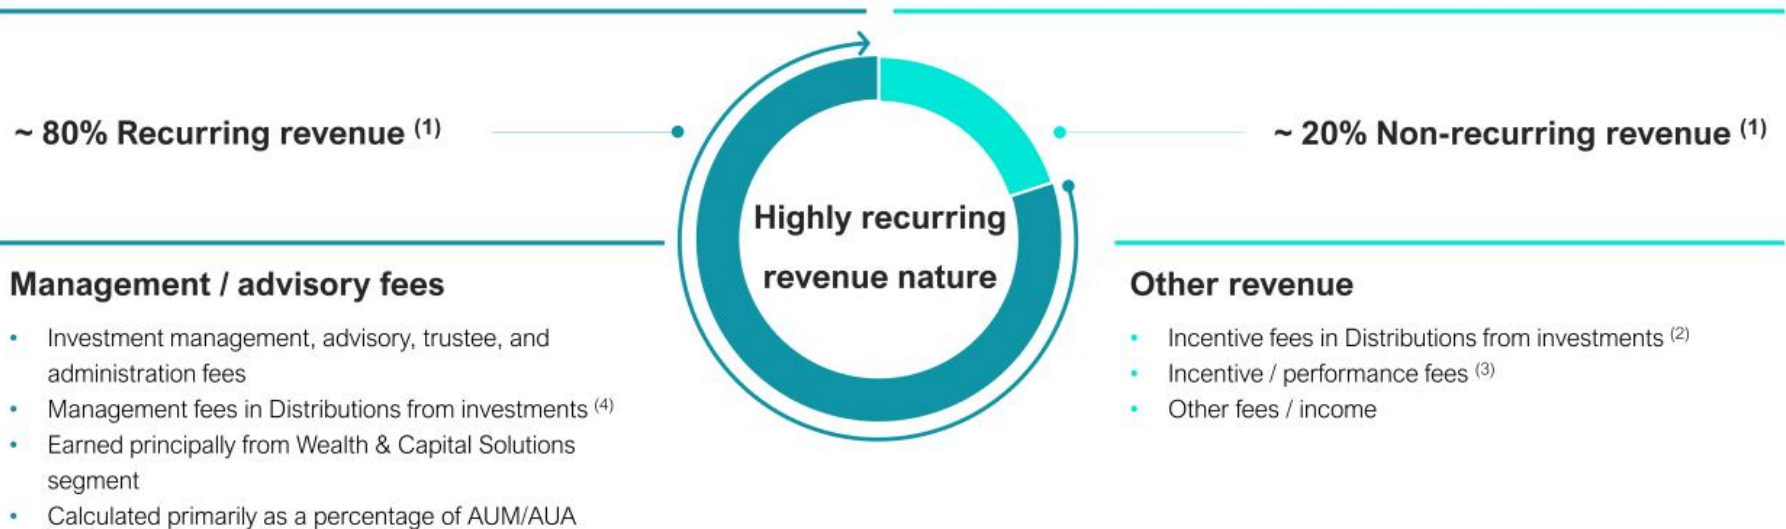 ~ 80% Recurring revenue (1)
~ 20% Non-recurring revenue (1)
Highly recurring
revenue nature
Management / advisory fees
• Investment management, advisory, trustee, and
administration fees
• Management fees in Distributions from investments (4)
• Earned principally from Wealth & Capital Solutions
segment
• Calculated primarily as a percentage of AUM/AUA
Other revenue
• Incentive fees in Distributions from investments (2)
• Incentive / performance fees (3)
• Other fees / income